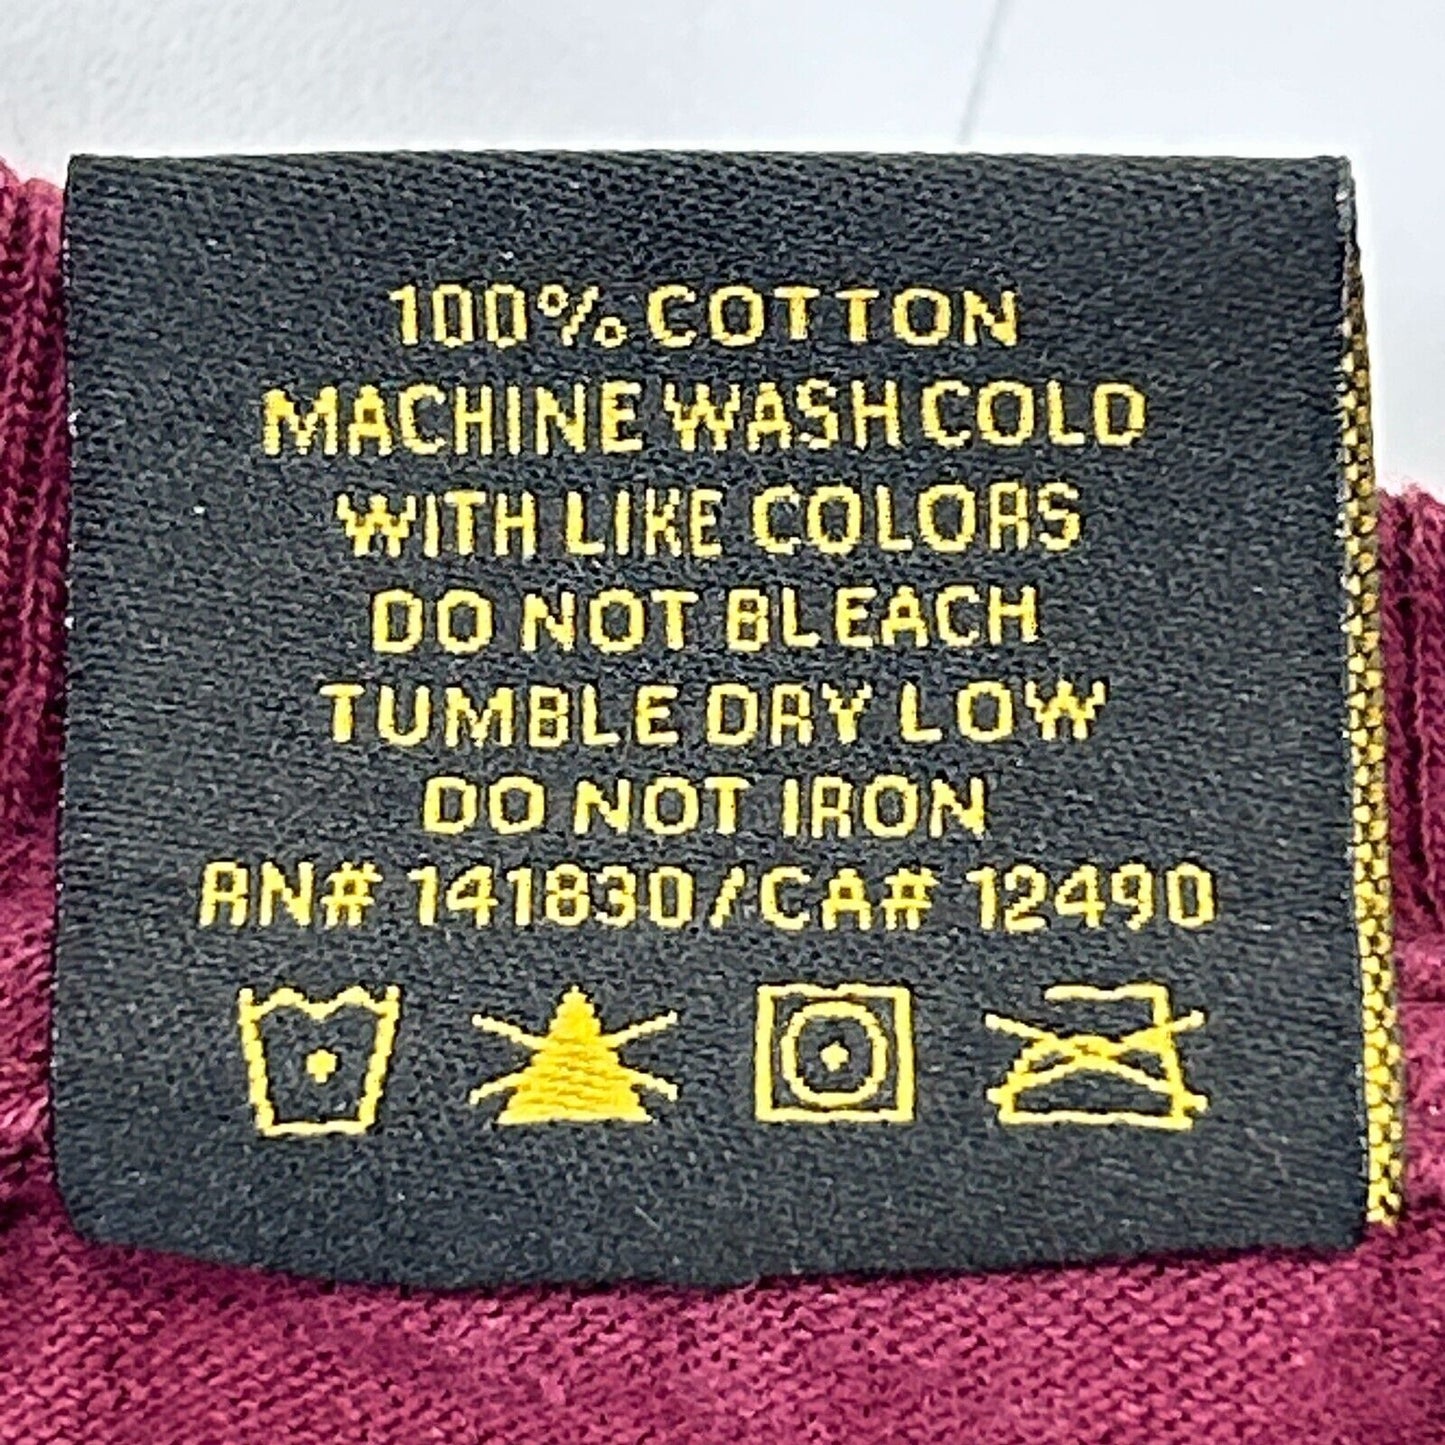 100% COTTON
MACHINE WASH COLD
WITH LIKE COLORS
DO NOT BLEACH
TUMBLE DRY LOW
DO NOT IRON
RN# 141830/CA# 12490